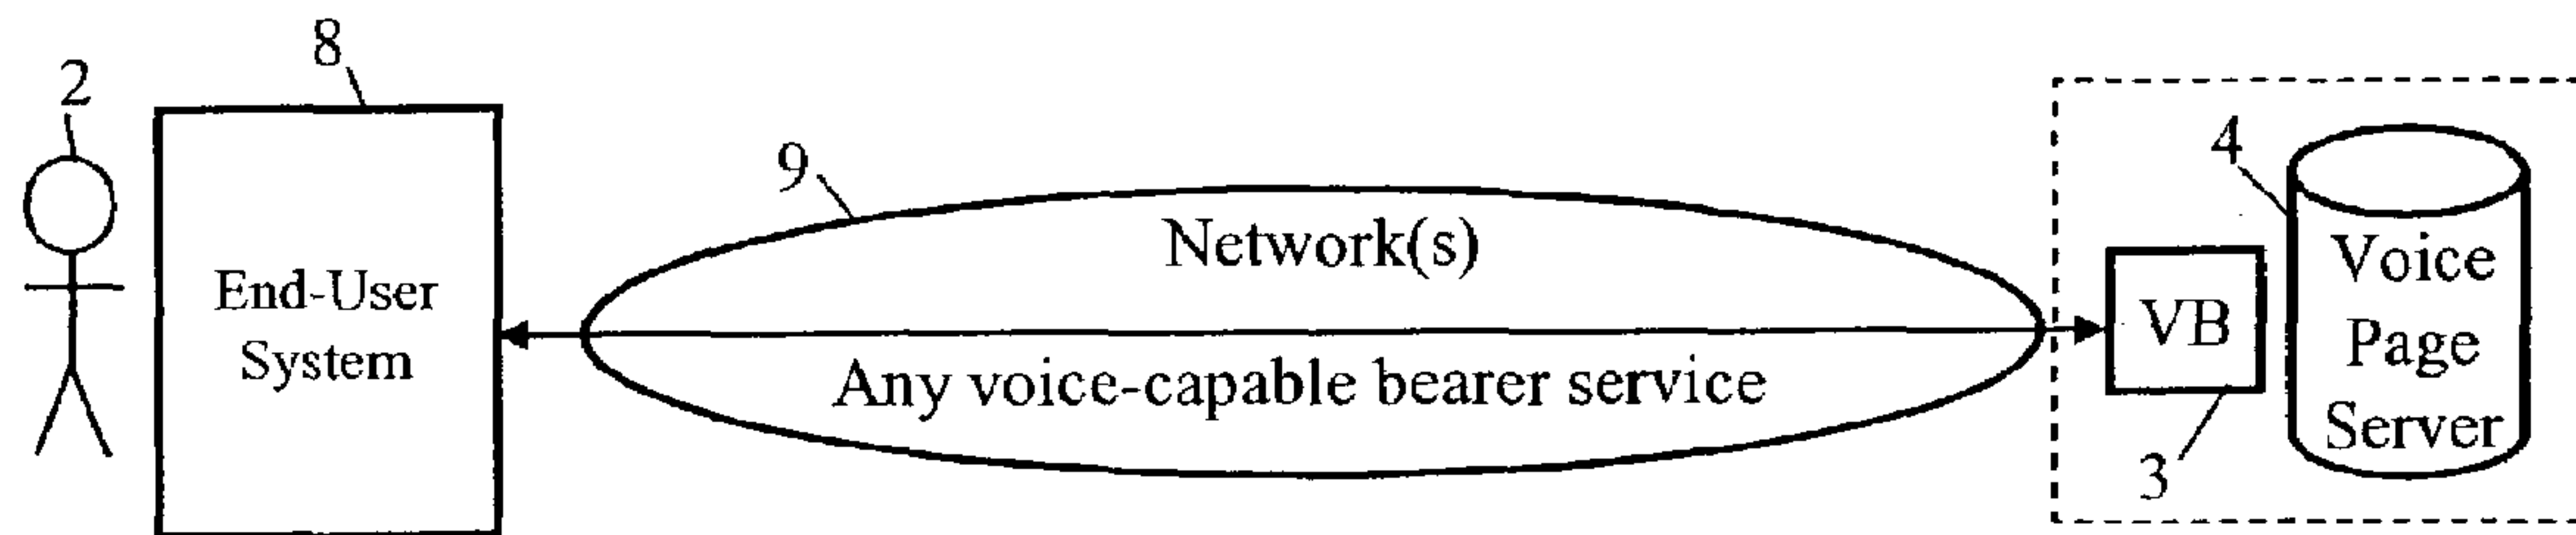 2
8
End-User
System
9
Network(s)
Any voice-capable bearer service
VB
3
4
Voice
Page
Server